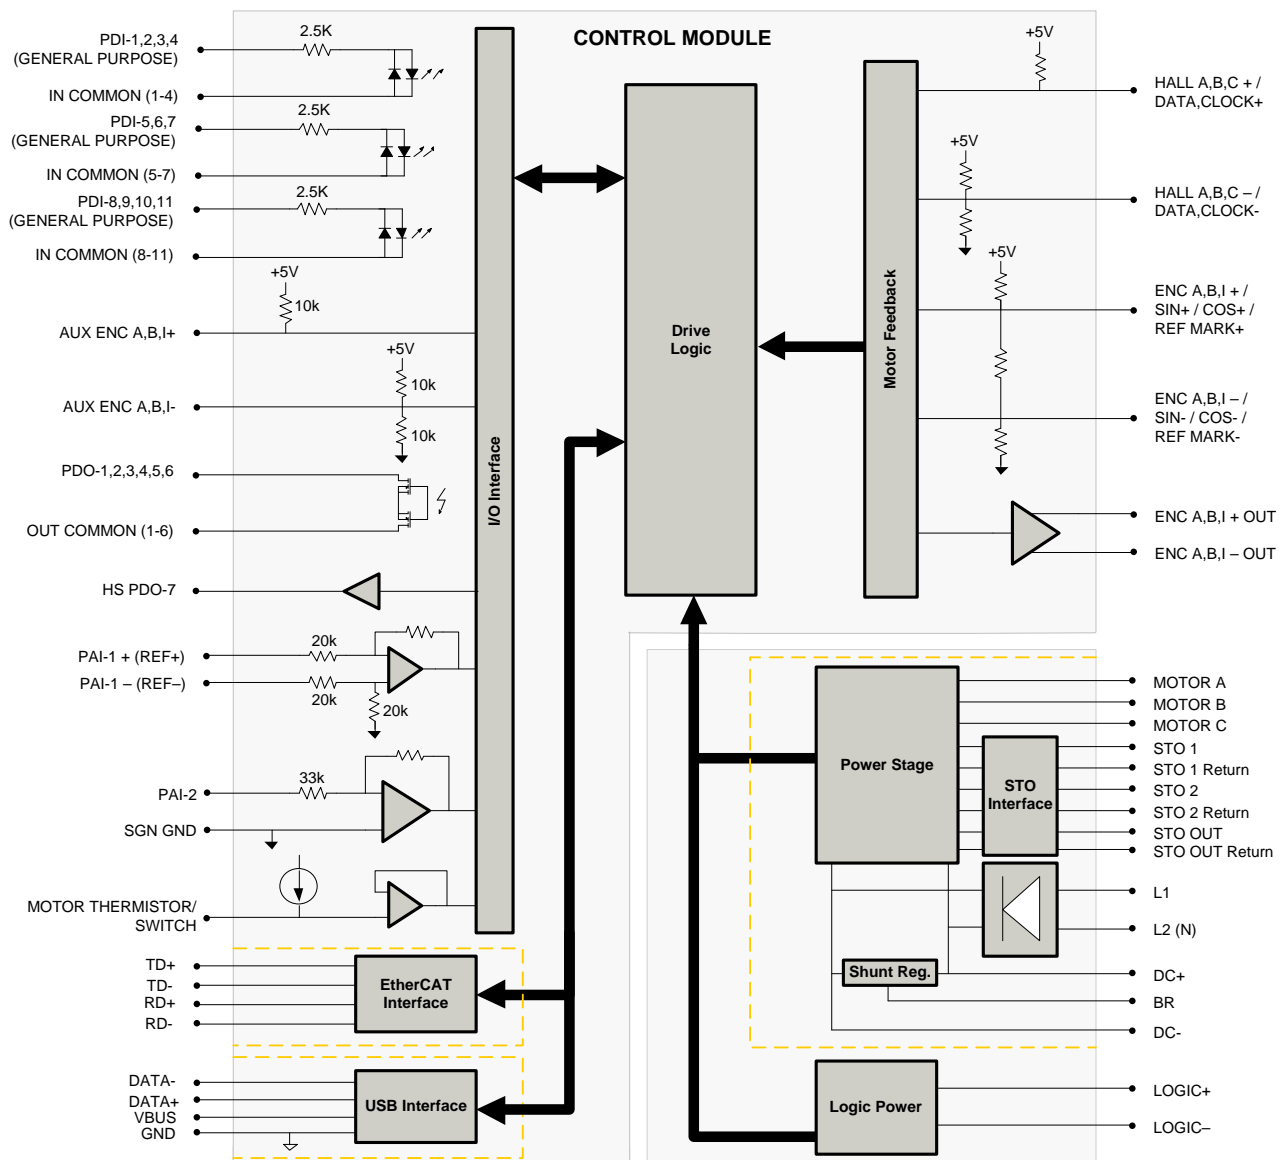 CONTROL MODULE
PDI-1,2,3,4
(GENERAL PURPOSE)
2.5K
IN COMMON (1-4)
PDI-5,6,7
(GENERAL PURPOSE)
2.5K
IN COMMON (5-7)
PDI-8,9,10,11
(GENERAL PURPOSE)
2.5K
IN COMMON (8-11)
+5V
10k
AUX ENC A,B,I+
+5V
10k
AUX ENC A,B,I-
10k
PDO-1,2,3,4,5,6
OUT COMMON (1-6)
HS PDO-7
PAI-1 + (REF+)
20k
PAI-1 – (REF–)
20k
20k
PAI-2
33k
SGN GND
MOTOR THERMISTOR/
SWITCH
I/O Interface
TD+
TD-
RD+
RD-
EtherCAT
Interface
DATA-
DATA+
VBUS
GND
USB Interface
Drive
Logic
Motor Feedback
+5V
HALL A,B,C + /
DATA,CLOCK+
+5V
HALL A,B,C – /
DATA,CLOCK-
+5V
ENC A,B,I + /
SIN+ / COS+ /
REF MARK+
ENC A,B,I – /
SIN- / COS- /
REF MARK-
ENC A,B,I + OUT
ENC A,B,I – OUT
Power Stage
STO
Interface
MOTOR A
MOTOR B
MOTOR C
STO 1
STO 1 Return
STO 2
STO 2 Return
STO OUT
STO OUT Return
L1
L2 (N)
Shunt Reg.
DC+
BR
DC-
Logic Power
LOGIC+
LOGIC–